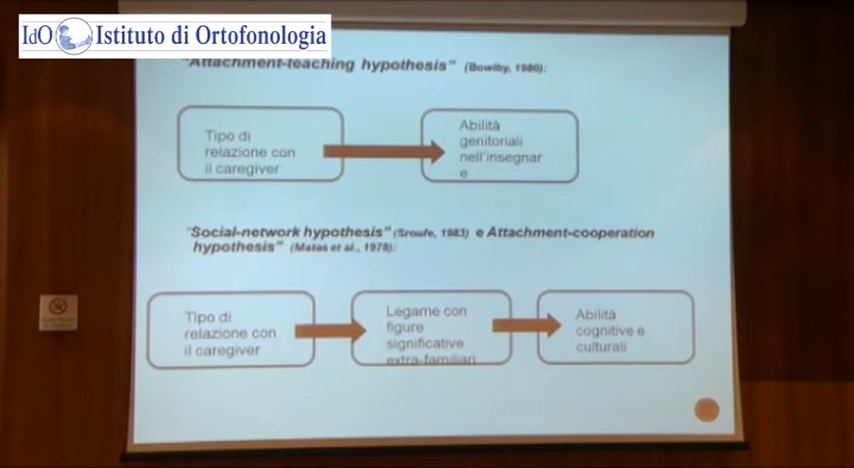 IdO Istituto di Ortofonologia
"Attachment-teaching hypothesis" (Bowlby, 1980):
Tipo di
relazione con
il caregiver
Abilità
genitoriali
nell'insegnar
e
"Social-network hypothesis" (Sroufe, 1983) e Attachment-cooperation
hypothesis" (Matas et al., 1978):
Tipo di
relazione con
il caregiver
Legame con
figure
significative
extra-familiari
Abilità
cognitive e
culturali